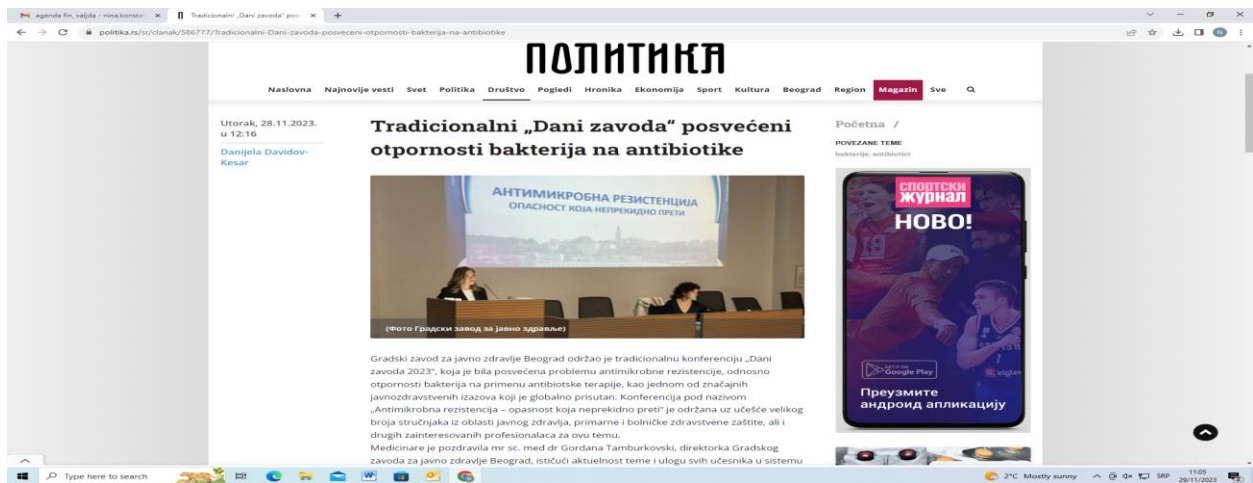 agenda fin, valjda - nina.konsta
Tradicionalni „Dani zavoda" pos
politika.rs/sr/clanak/586777/Tradicionalni-Dani-zavoda-posveceni-otpornosti-bakterija-na-antibiotike
ПОЛИТИКА
Naslovna Najnovije vesti Svet Politika Društvo Pogledi Hronika Ekonomija Sport Kultura Beograd Region Magazin Sve
Utorak, 28.11.2023.
u 12:16
Danijela Davidov-
Kesar
Tradicionalni „Dani zavoda“ posvećeni
otpornosti bakterija na antibiotike
АНТИМИКРОБНА РЕЗИСТЕНЦИЈА
ОПАСНОСТ КОЈА НЕПРЕКИДНО ПРЕТИ
(Фото Градски завод за јавно здравље)
Gradski zavod za javno zdravlje Beograd održao je tradicionalnu konferenciju „Dani
zavoda 2023“, koja je bila posvećena problemu antimikrobne rezistencije, odnosno
otpornosti bakterija na primenu antibiotske terapije, kao jednom od značajnih
javnozdravstvenih izazova koji je globalno prisutan. Konferencija pod nazivom
„Antimikrobna rezistencija – opasnost koja neprekidno preti“ je održana uz učešće velikog
broja stručnjaka iz oblasti javnog zdravlja, primarne i bolničke zdravstvene zaštite, ali i
drugih zainteresovanih profesionalaca za ovu temu.
Medicinare je pozdravila mr sc. med dr Gordana Tamburkovski, direktorka Gradskog
zavoda za javno zdravlje Beograd, ističući aktuelnost teme i ulogu svih učesnika u sistemu
Početna /
POVEZANE TEME
bakterije, antibiotici
СПОРТСКИ
ЖУРНАЛ
НОВО!
GET IT ON
Google Play
Преузмите
андроид апликацију
Type here to search
2°C Mostly sunny
SRP
11:05
29/11/2023